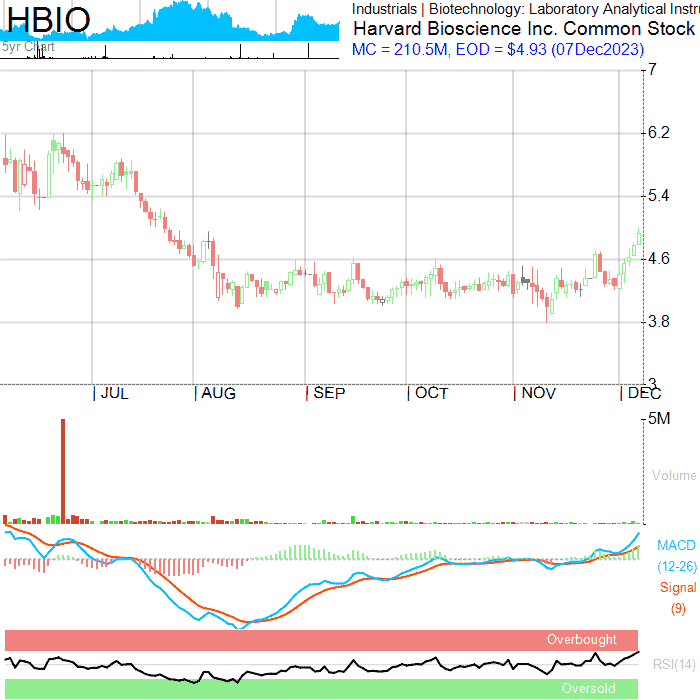 HBIO
5yr Chart
Industrials | Biotechnology: Laboratory Analytical Instru
Harvard Bioscience Inc. Common Stock
MC = 210.5M, EOD = $4.93 (07Dec2023)
7
6.2
5.4
4.6
3.8
3
| JUL | AUG | SEP | OCT | NOV | DEC
5M
Volume
MACD
(12-26)
Signal
(9)
Overbought
RSI(14)
Oversold